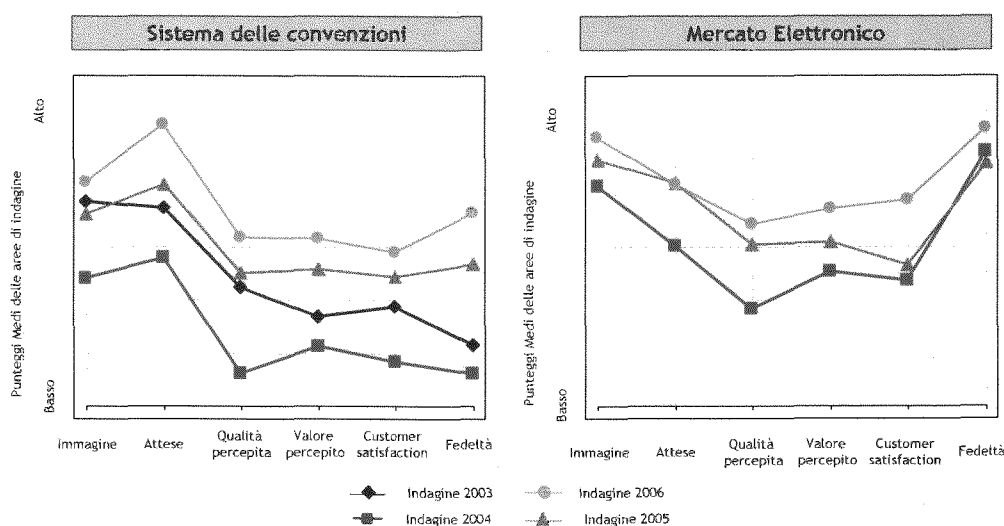 Sistema delle convenzioni
Alto
Punteggi Medi delle aree di indagine
Basso
Immagine
Attese
Qualità
percepita
Valore
percepito
Customer
satisfaction
Fedeltà
Mercato Elettronico
Alto
Punteggi Medi delle aree di indagine
Basso
Immagine
Attese
Qualità
percepita
Valore
percepito
Customer
satisfaction
Fedeltà
Indagine 2003
Indagine 2006
Indagine 2004
Indagine 2005